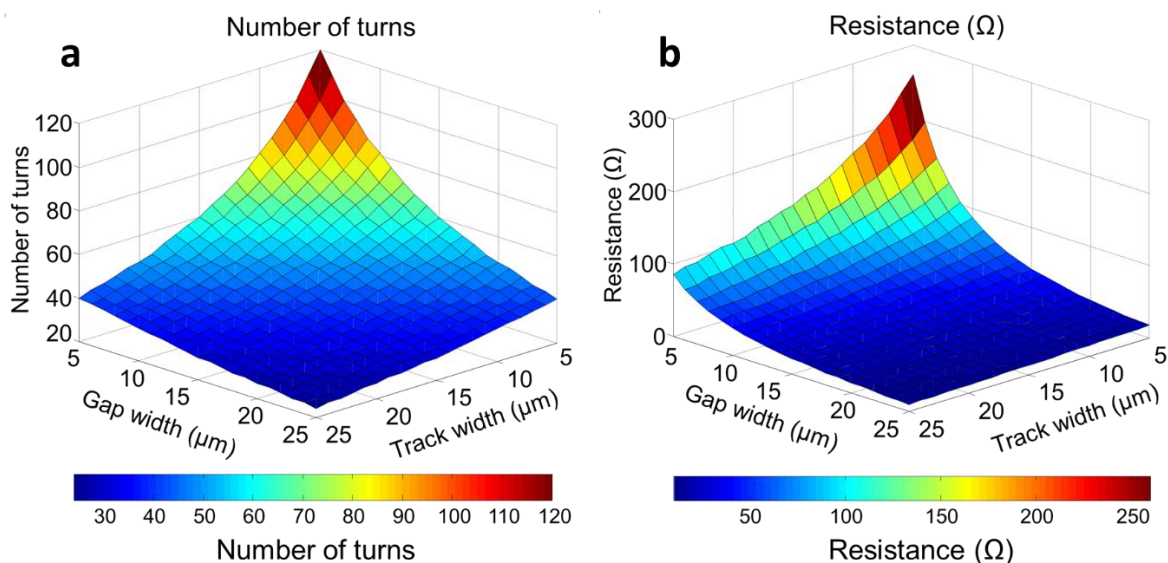 a
Number of turns
120
100
80
60
40
20
Number of turns
5
10
15
20
25
Gap width (µm)
25
20
15
10
5
Track width (µm)
30 40 50 60 70 80 90 100 110 120
Number of turns
b
Resistance (Ω)
300
200
100
0
Resistance (Ω)
5
10
15
20
25
Gap width (µm)
25
20
15
10
5
Track width (µm)
50 100 150 200 250
Resistance (Ω)